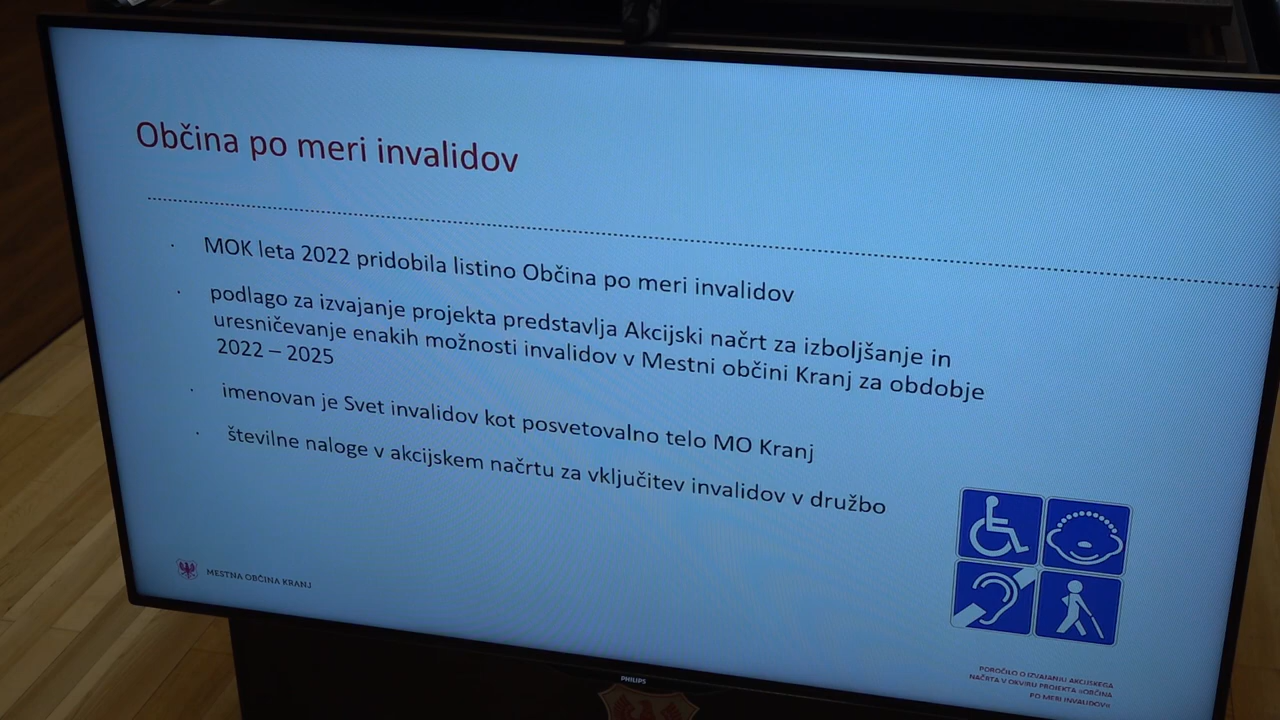 Občina po meri invalidov
MOK leta 2022 pridobila listino Občina po meri invalidov
podlago za izvajanje projekta predstavlja Akcijski načrt za izboljšanje in
uresničevanje enakih možnosti invalidov v Mestni občini Kranj za obdobje
2022 – 2025
imenovan je Svet invalidov kot posvetovalno telo MO Kranj
številne naloge v akcijskem načrtu za vključitev invalidov v družbo
MESTNA OBČINA KRANJ
POROČILO O IZVAJANJU AKCIJSKEGA
NAČRTA V OKVIRU PROJEKTA »OBČINA
PO MERI INVALIDOV«
PHILIPS